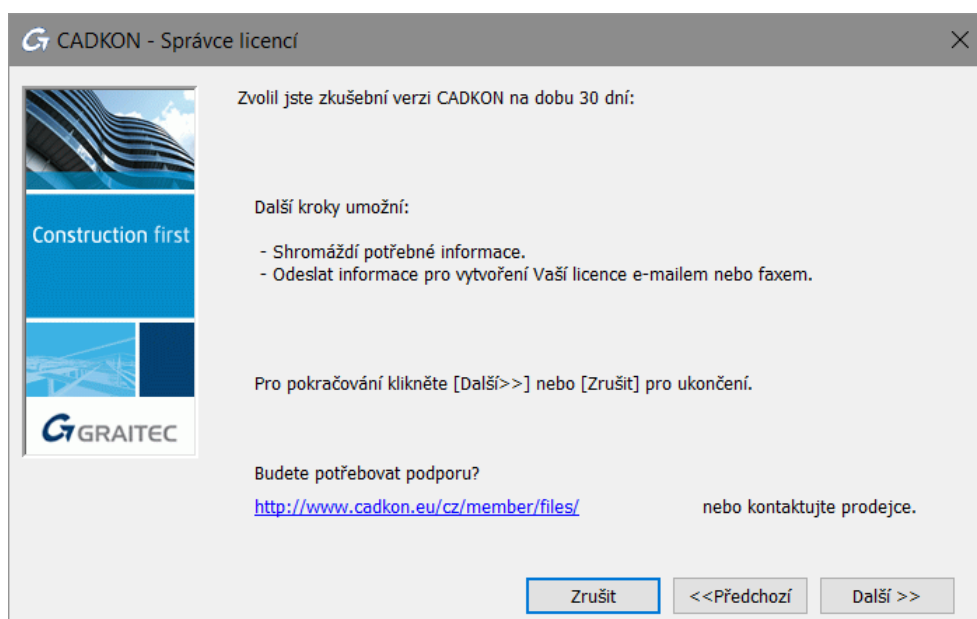 CADKON - Správce licencí
Zvolil jste zkušební verzi CADKON na dobu 30 dní:
Další kroky umožní:
- Shromáždí potřebné informace.
- Odeslat informace pro vytvoření Vaší licence e-mailem nebo faxem.
Construction first
Pro pokračování klikněte [Další>>] nebo [Zrušit] pro ukončení.
GRAITEC
Budete potřebovat podporu?
http://www.cadkon.eu/cz/member/files/ nebo kontaktujte prodejce.
Zrušit <<Předchozí Další >>